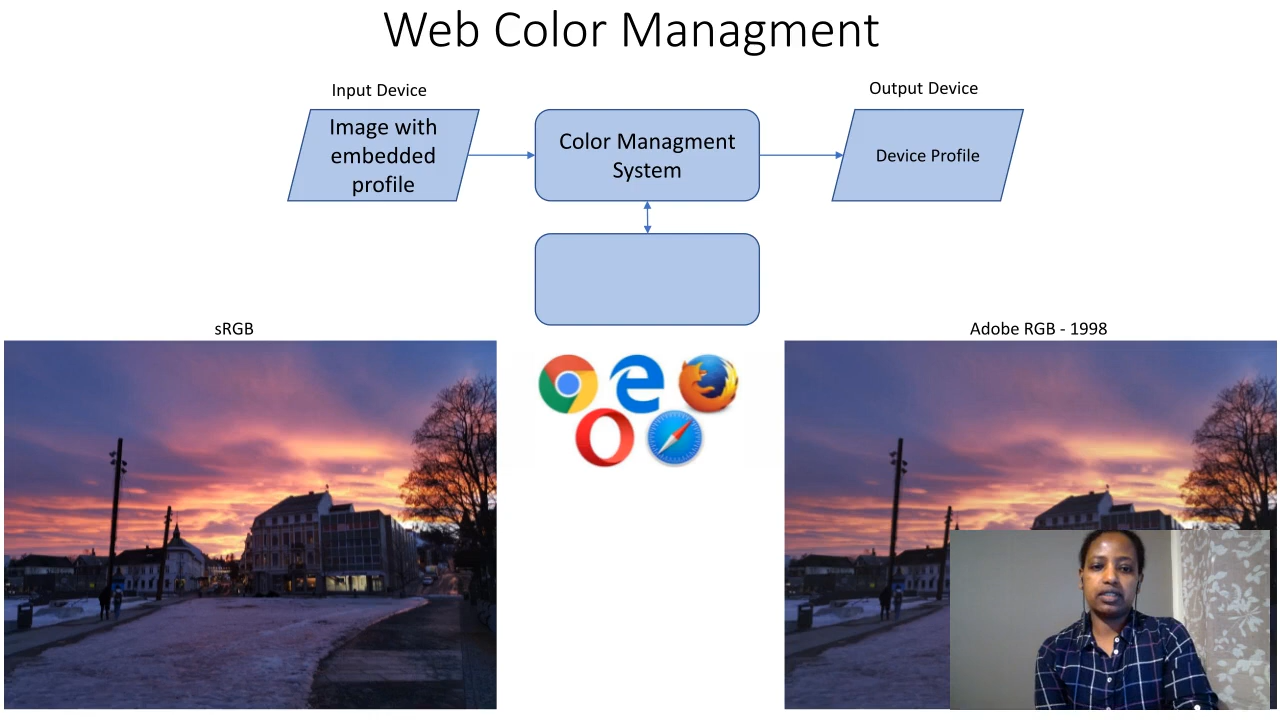 Web Color Managment
Input Device
Output Device
Image with
embedded
profile
Color Managment
System
Device Profile
sRGB
Adobe RGB - 1998